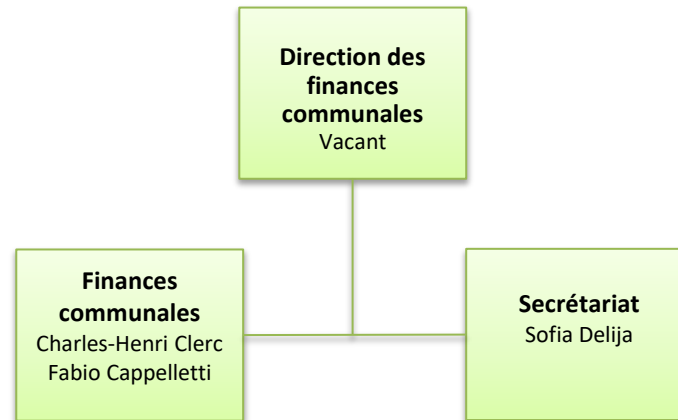 Direction des
finances
communales
Vacant
Finances
communales
Charles-Henri Clerc
Fabio Cappelletti
Secrétariat
Sofia Delija